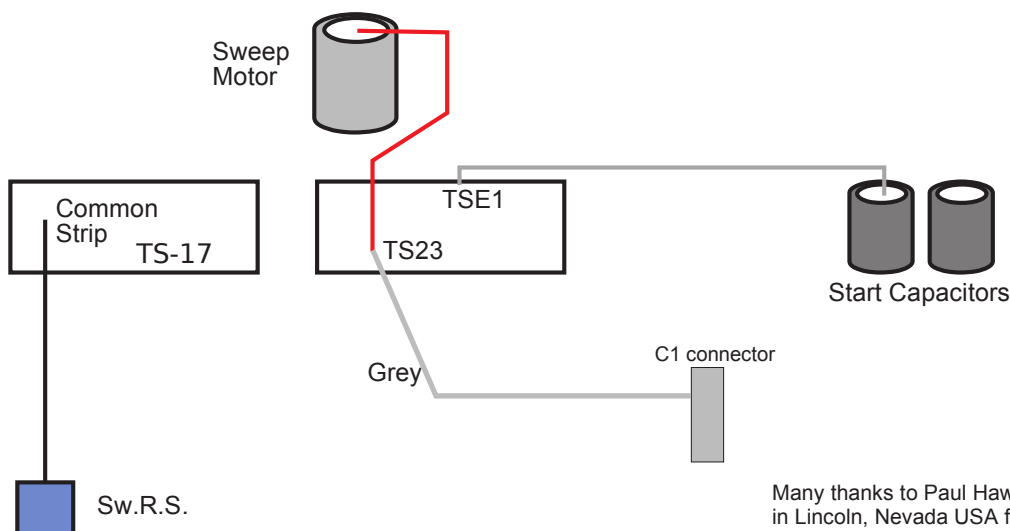 Sweep
Motor
Common
Strip
TS-17
TSE1
TS23
Start Capacitors
Grey
C1 connector
Sw.R.S.
Many thanks to Paul Haw
in Lincoln, Nevada USA f